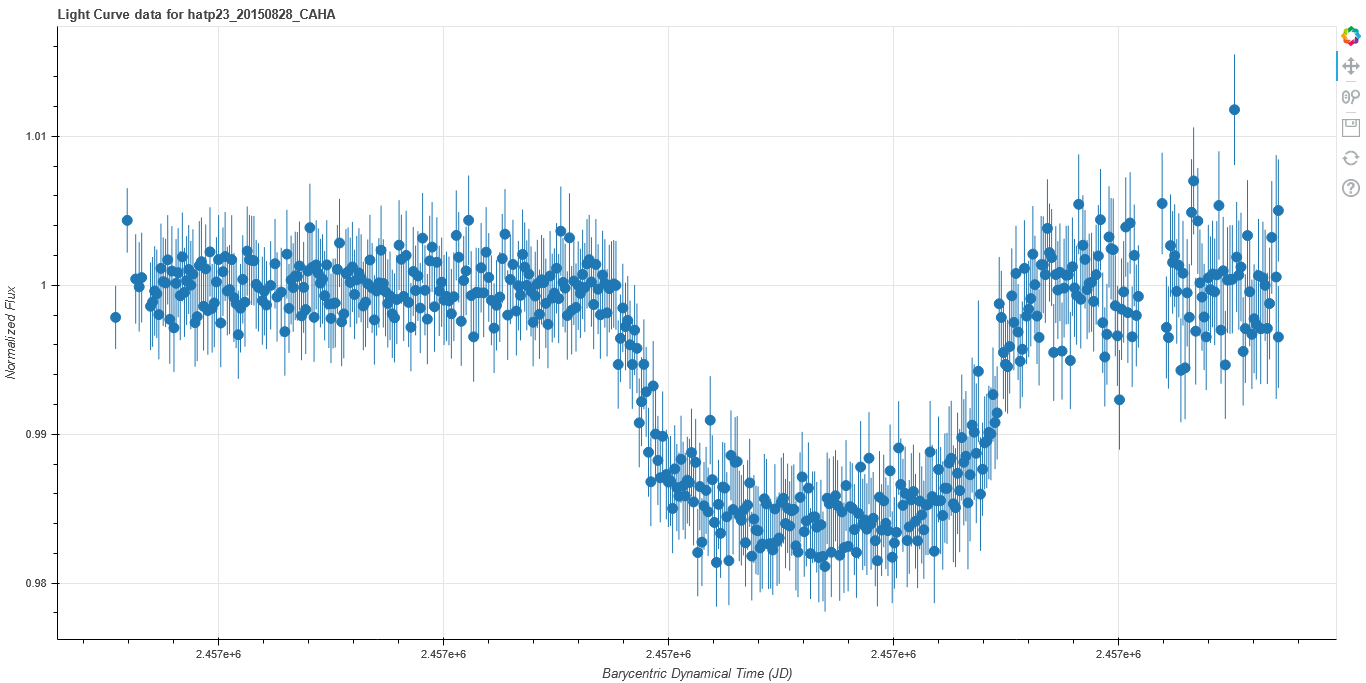 Light Curve data for hatp23_20150828_CAHA
1.01
1
0.99
0.98
Normalized Flux
2.457e+6
2.457e+6
2.457e+6
2.457e+6
2.457e+6
Barycentric Dynamical Time (JD)